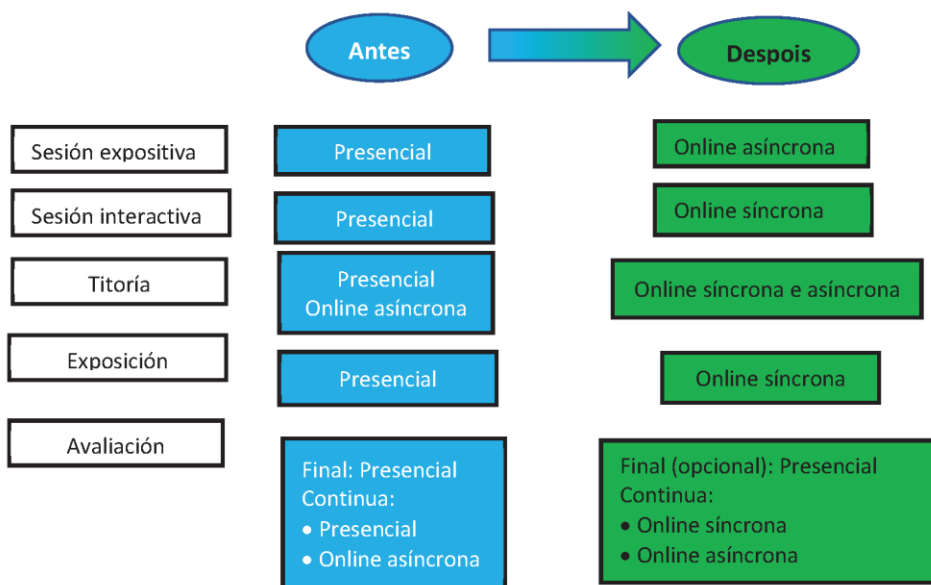 Antes
Despois
Sesión expositiva
Presencial
Online asíncrona
Sesión interactiva
Presencial
Online síncrona
Titoría
Presencial
Online asíncrona
Online síncrona e asíncrona
Exposición
Presencial
Online síncrona
Avaliación
Final: Presencial
Continua:
• Presencial
• Online asíncrona
Final (opcional): Presencial
Continua:
• Online síncrona
• Online asíncrona